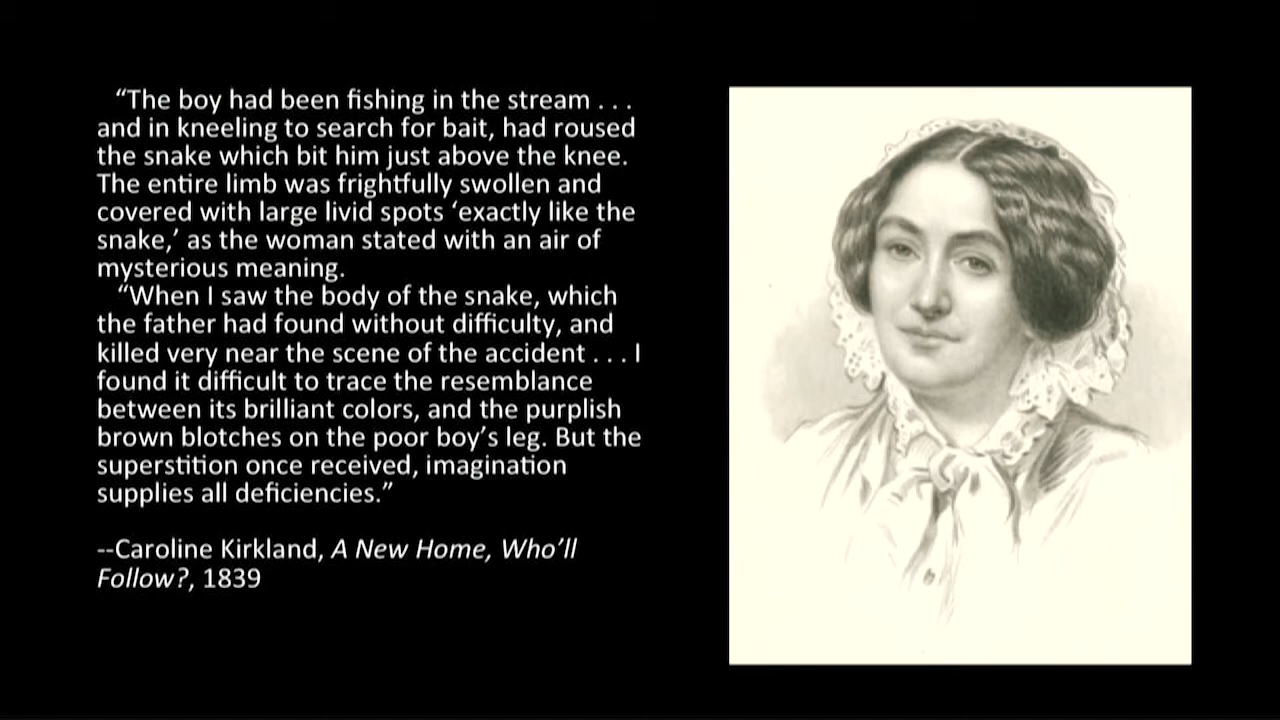 “The boy had been fishing in the stream . . .
and in kneeling to search for bait, had roused
the snake which bit him just above the knee.
The entire limb was frightfully swollen and
covered with large livid spots ‘exactly like the
snake,’ as the woman stated with an air of
mysterious meaning.
“When I saw the body of the snake, which
the father had found without difficulty, and
killed very near the scene of the accident . . . I
found it difficult to trace the resemblance
between its brilliant colors, and the purplish
brown blotches on the poor boy’s leg. But the
superstition once received, imagination
supplies all deficiencies.”
--Caroline Kirkland, A New Home, Who’ll
Follow?, 1839